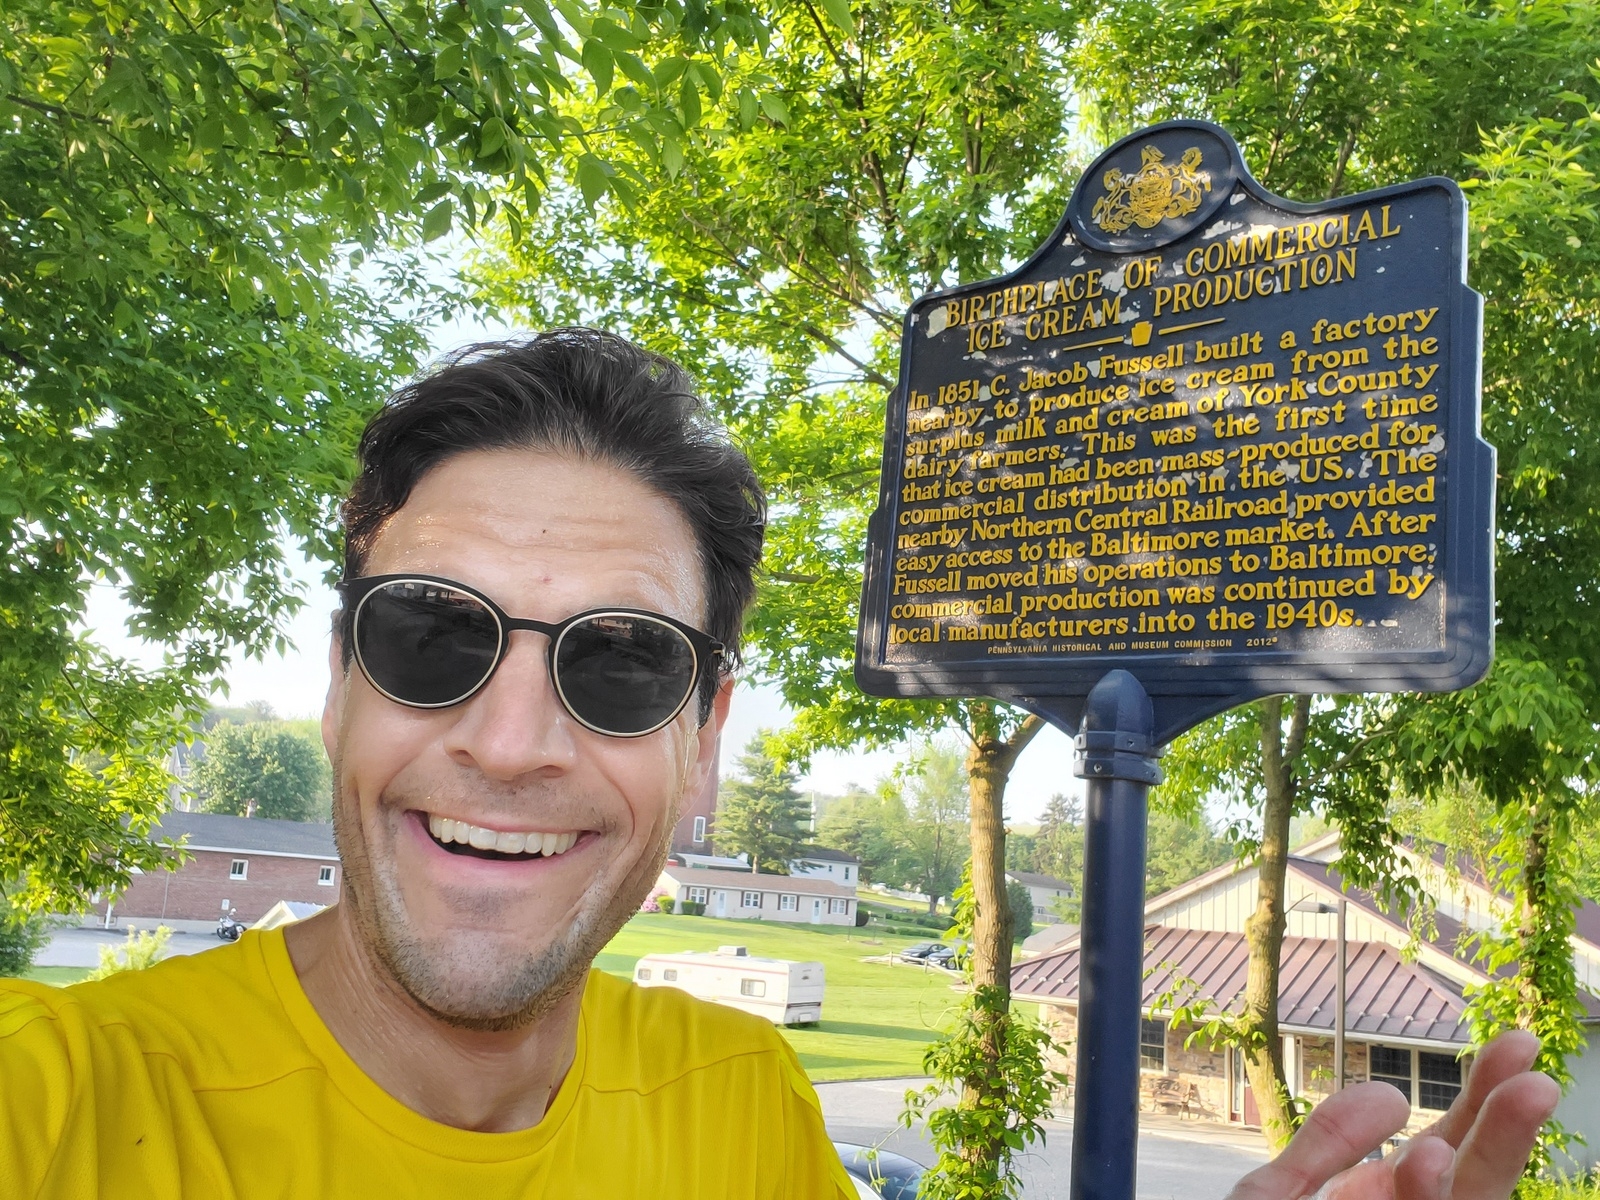 BIRTHPLACE OF COMMERCIAL
ICE CREAM PRODUCTION
In 1851 C. Jacob Fussell built a factory
nearby to produce ice cream from the
surplus milk and cream of York County
dairy farmers. This was the first time
that ice cream had been mass-produced for
commercial distribution in the US. The
nearby Northern Central Railroad provided
easy access to the Baltimore market. After
Fussell moved his operations to Baltimore,
commercial production was continued by
local manufacturers into the 1940s.
PENNSYLVANIA HISTORICAL AND MUSEUM COMMISSION 2012®